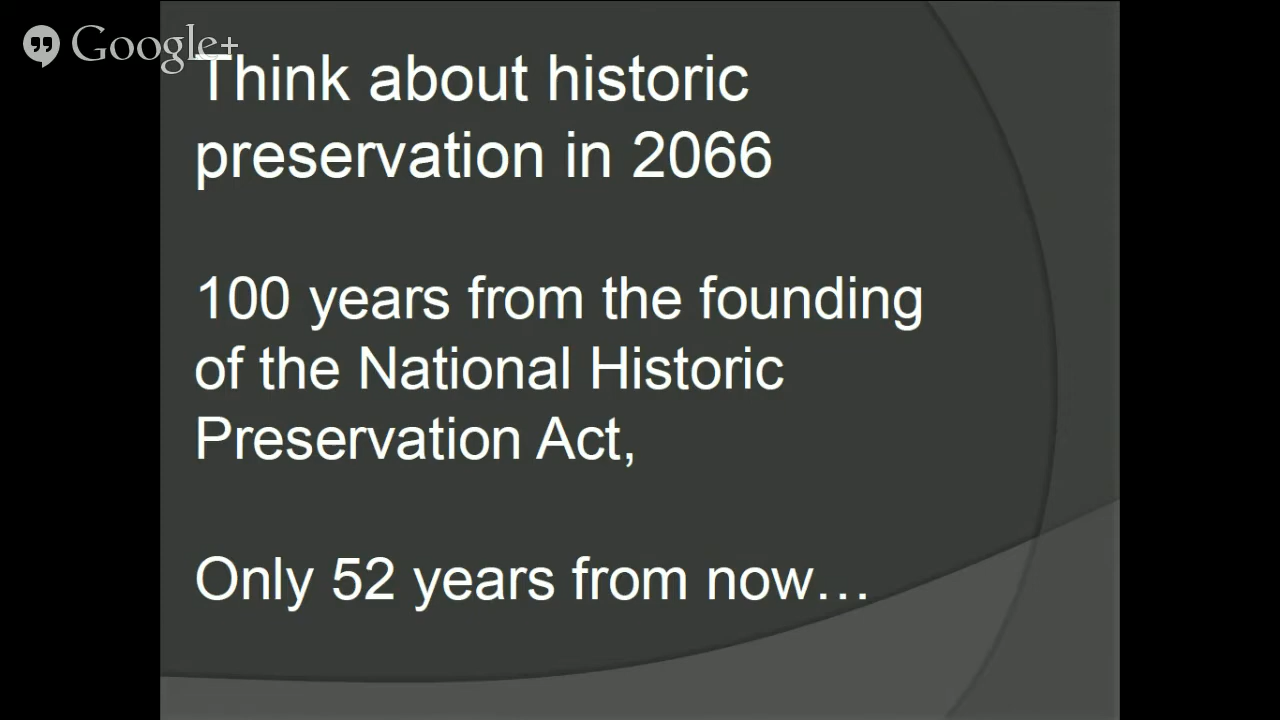 Google+
Think about historic
preservation in 2066
100 years from the founding
of the National Historic
Preservation Act,
Only 52 years from now…